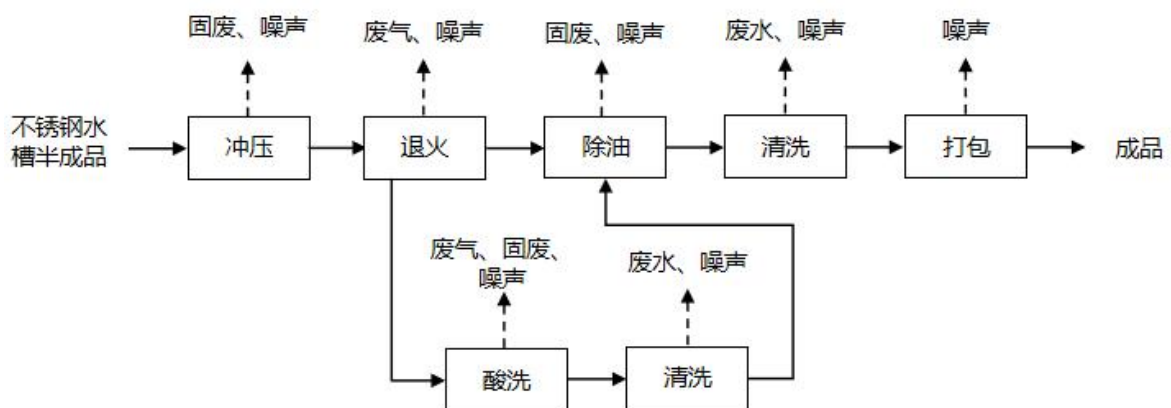 固废、噪声
废气、噪声
固废、噪声
废水、噪声
噪声
不锈钢水
槽半成品
冲压
退火
除油
清洗
打包
成品
废气、固废、
噪声
废水、噪声
酸洗
清洗